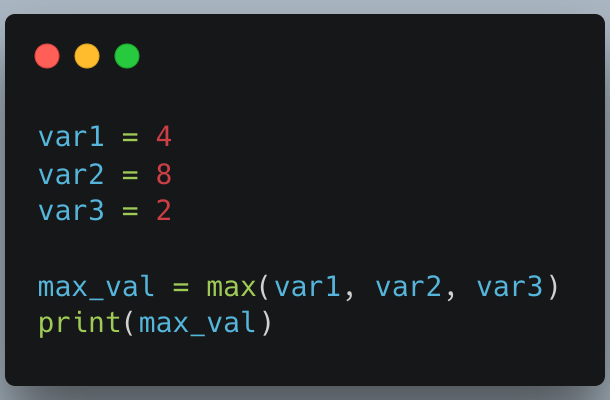 var1 = 4
var2 = 8
var3 = 2
max_val = max(var1, var2, var3)
print(max_val)